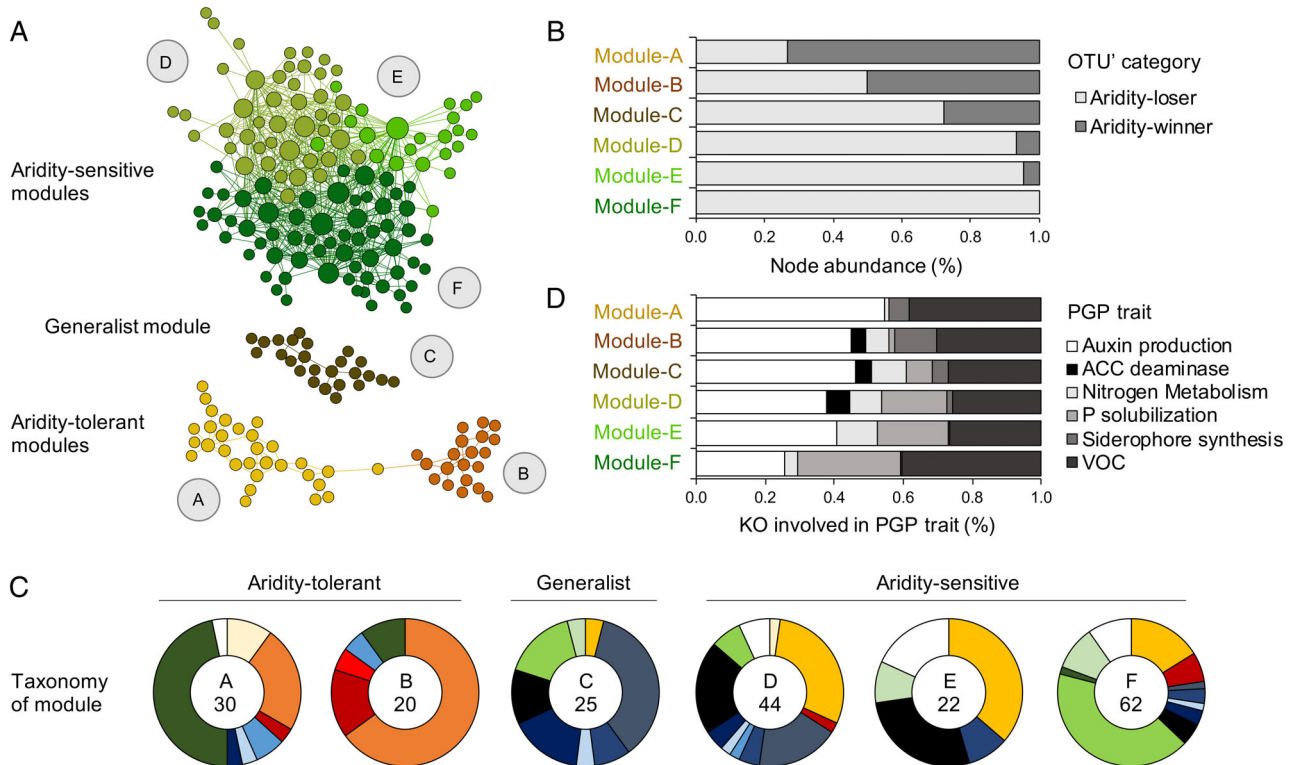 A
D
E
Aridity-sensitive
modules
F
Generalist module
C
Aridity-tolerant
modules
A
B
B
Module-A
Module-B
Module-C
Module-D
Module-E
Module-F
0.0 0.2 0.4 0.6 0.8 1.0
Node abundance (%)
OTU' category
Aridity-loser
Aridity-winner
D
Module-A
Module-B
Module-C
Module-D
Module-E
Module-F
0.0 0.2 0.4 0.6 0.8 1.0
KO involved in PGP trait (%)
PGP trait
Auxin production
ACC deaminase
Nitrogen Metabolism
P solubilization
Siderophore synthesis
VOC
C
Aridity-tolerant Generalist Aridity-sensitive
Taxonomy
of module
A
30
B
20
C
25
D
44
E
22
F
62